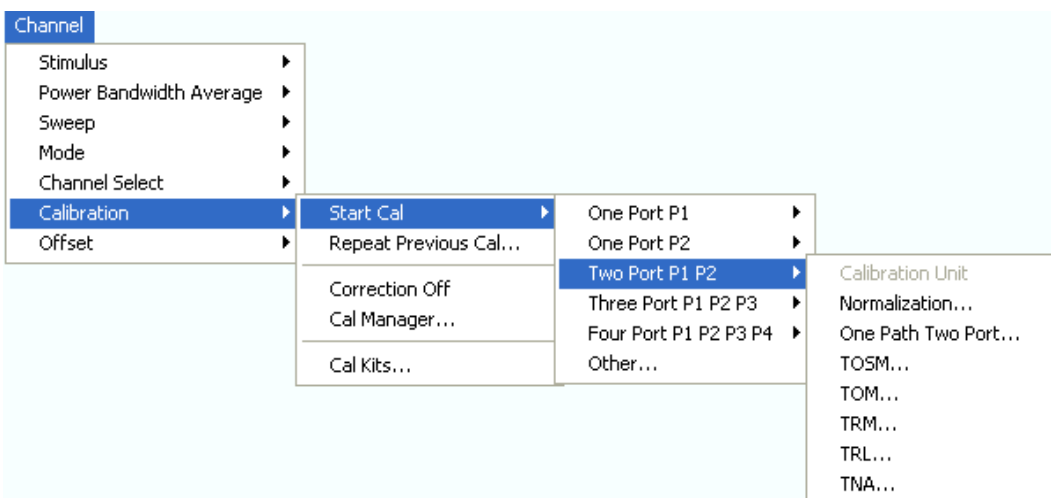 Channel
Stimulus
Power Bandwidth Average
Sweep
Mode
Channel Select
Calibration
Offset
Start Cal
Repeat Previous Cal...
Correction Off
Cal Manager...
Cal Kits...
One Port P1
One Port P2
Two Port P1 P2
Three Port P1 P2 P3
Four Port P1 P2 P3 P4
Other...
Calibration Unit
Normalization...
One Path Two Port...
TOSM...
TOM...
TRM...
TRL...
TNA...